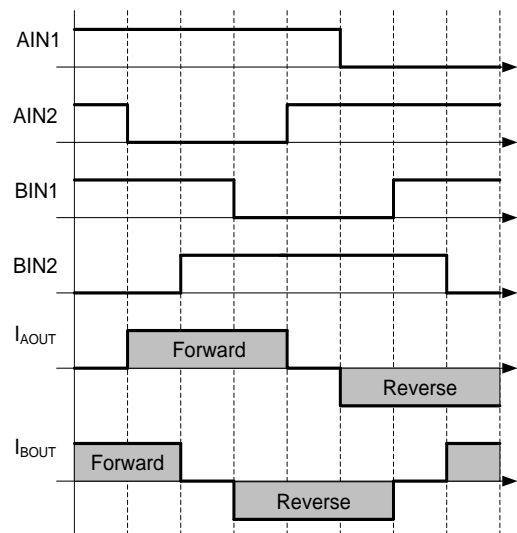 AIN1
AIN2
BIN1
BIN2
IAOUT
Forward
Reverse
IBOUT
Forward
Reverse